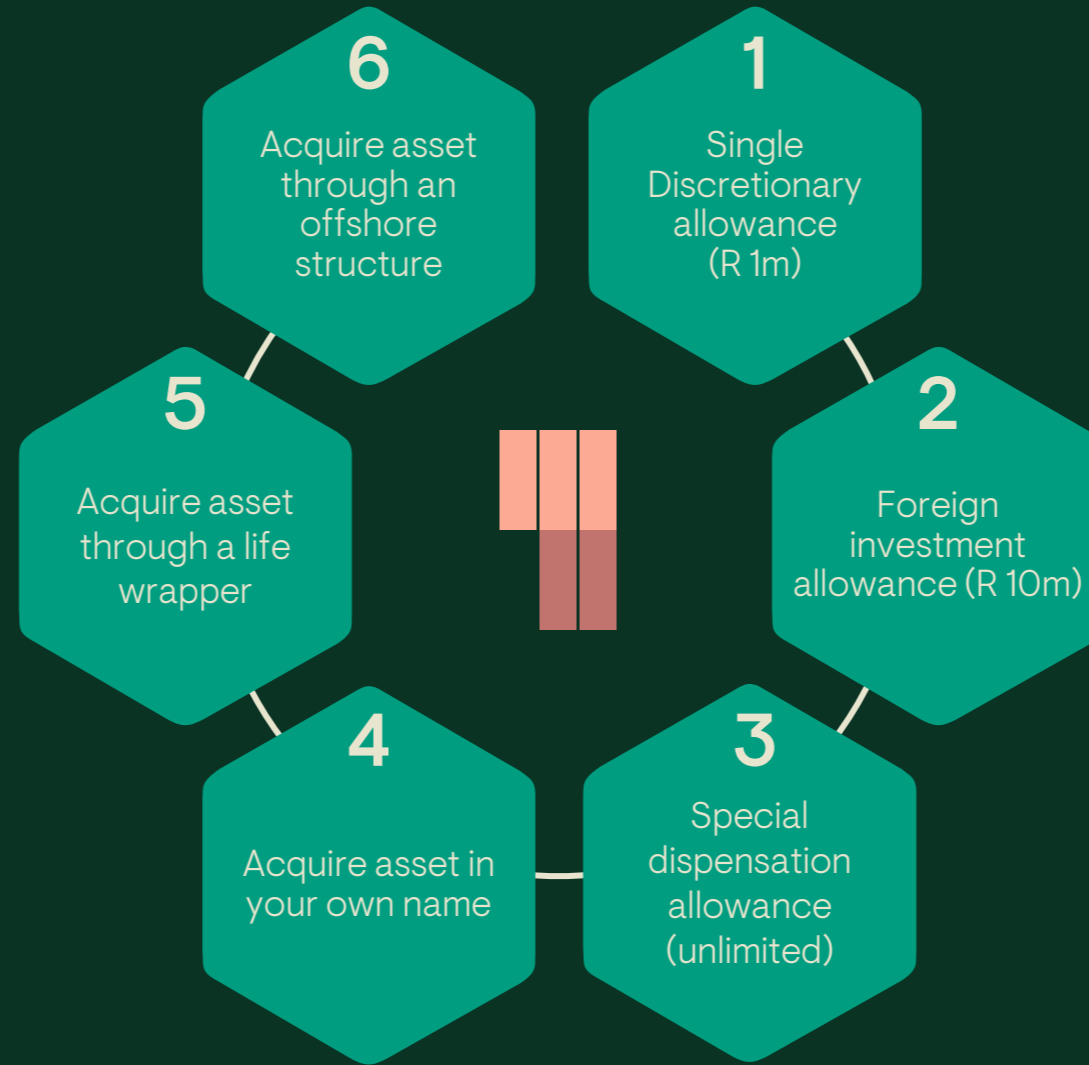 1
Single
Discretionary
allowance
(R 1m)
2
Foreign
investment
allowance (R 10m)
3
Special
dispensation
allowance
(unlimited)
4
Acquire asset in
your own name
5
Acquire asset
through a life
wrapper
6
Acquire asset
through an
offshore
structure